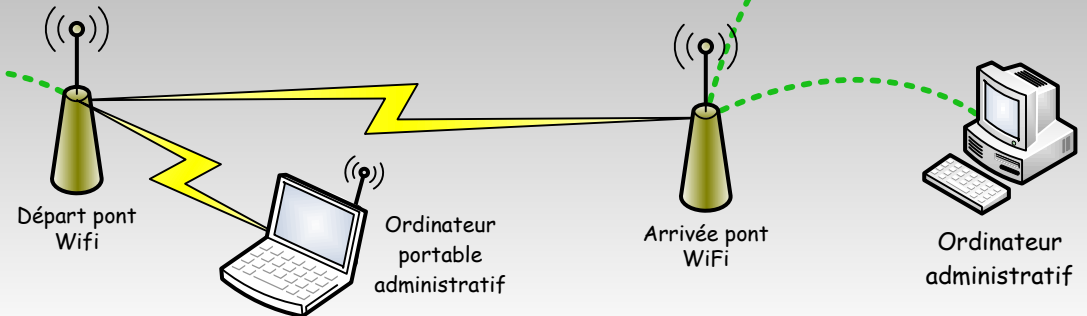 Départ pont
Wifi
Ordinateur
portable
administratif
Arrivée pont
WiFi
Ordinateur
administratif